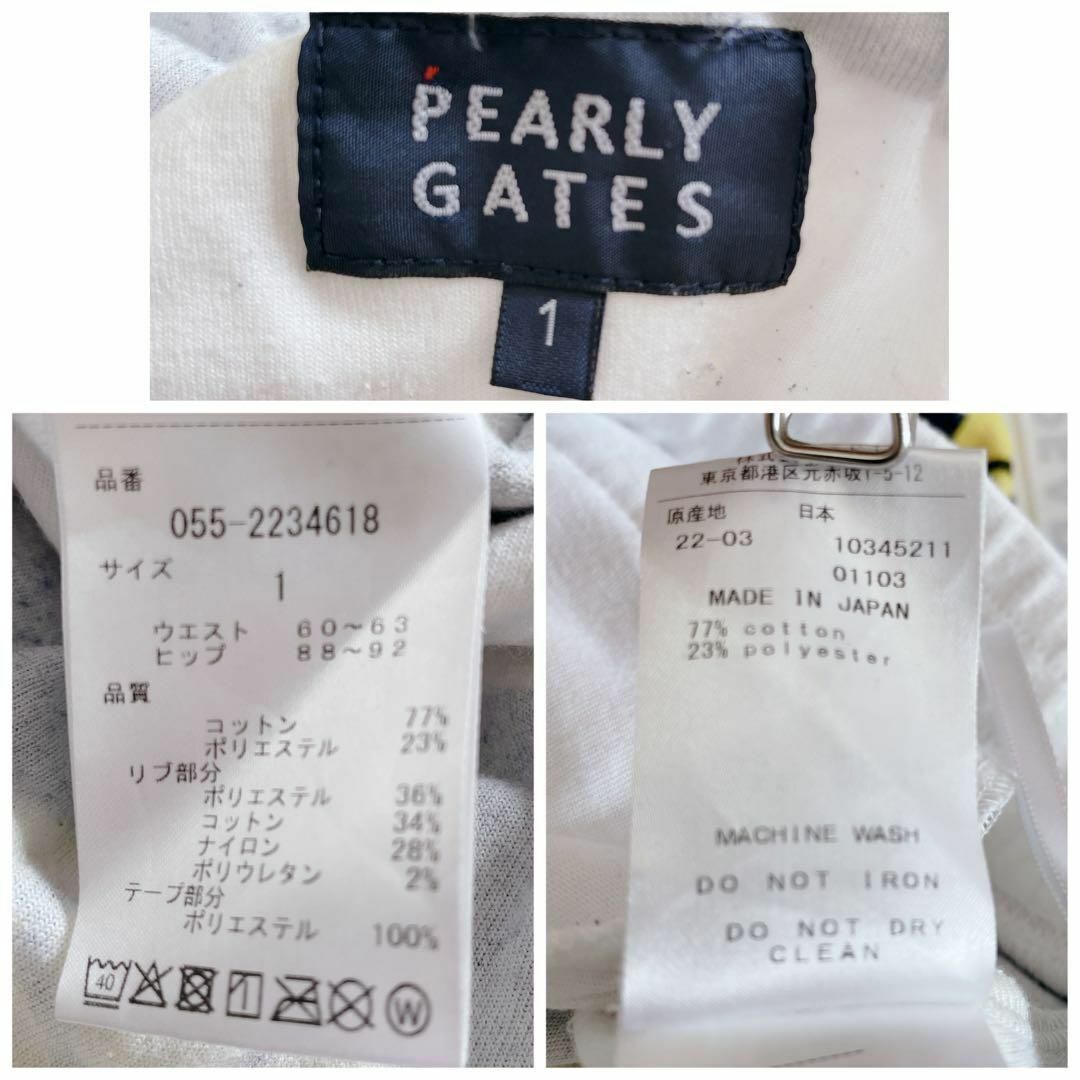 PEARLY
GATES
1
品番
055-2234618
サイズ 1
ウエスト 60～63
ヒップ 88～92
品質
コットン 77%
ポリエステル 23%
リブ部分
ポリエステル 36%
コットン 34%
ナイロン 28%
ポリウレタン 2%
テープ部分
ポリエステル 100%
40
W
東京都港区元赤坂1-5-12
原産地 日本
22-03 10345211
01103
MADE IN JAPAN
77% cotton
23% polyester
MACHINE WASH
DO NOT IRON
DO NOT DRY
CLEAN